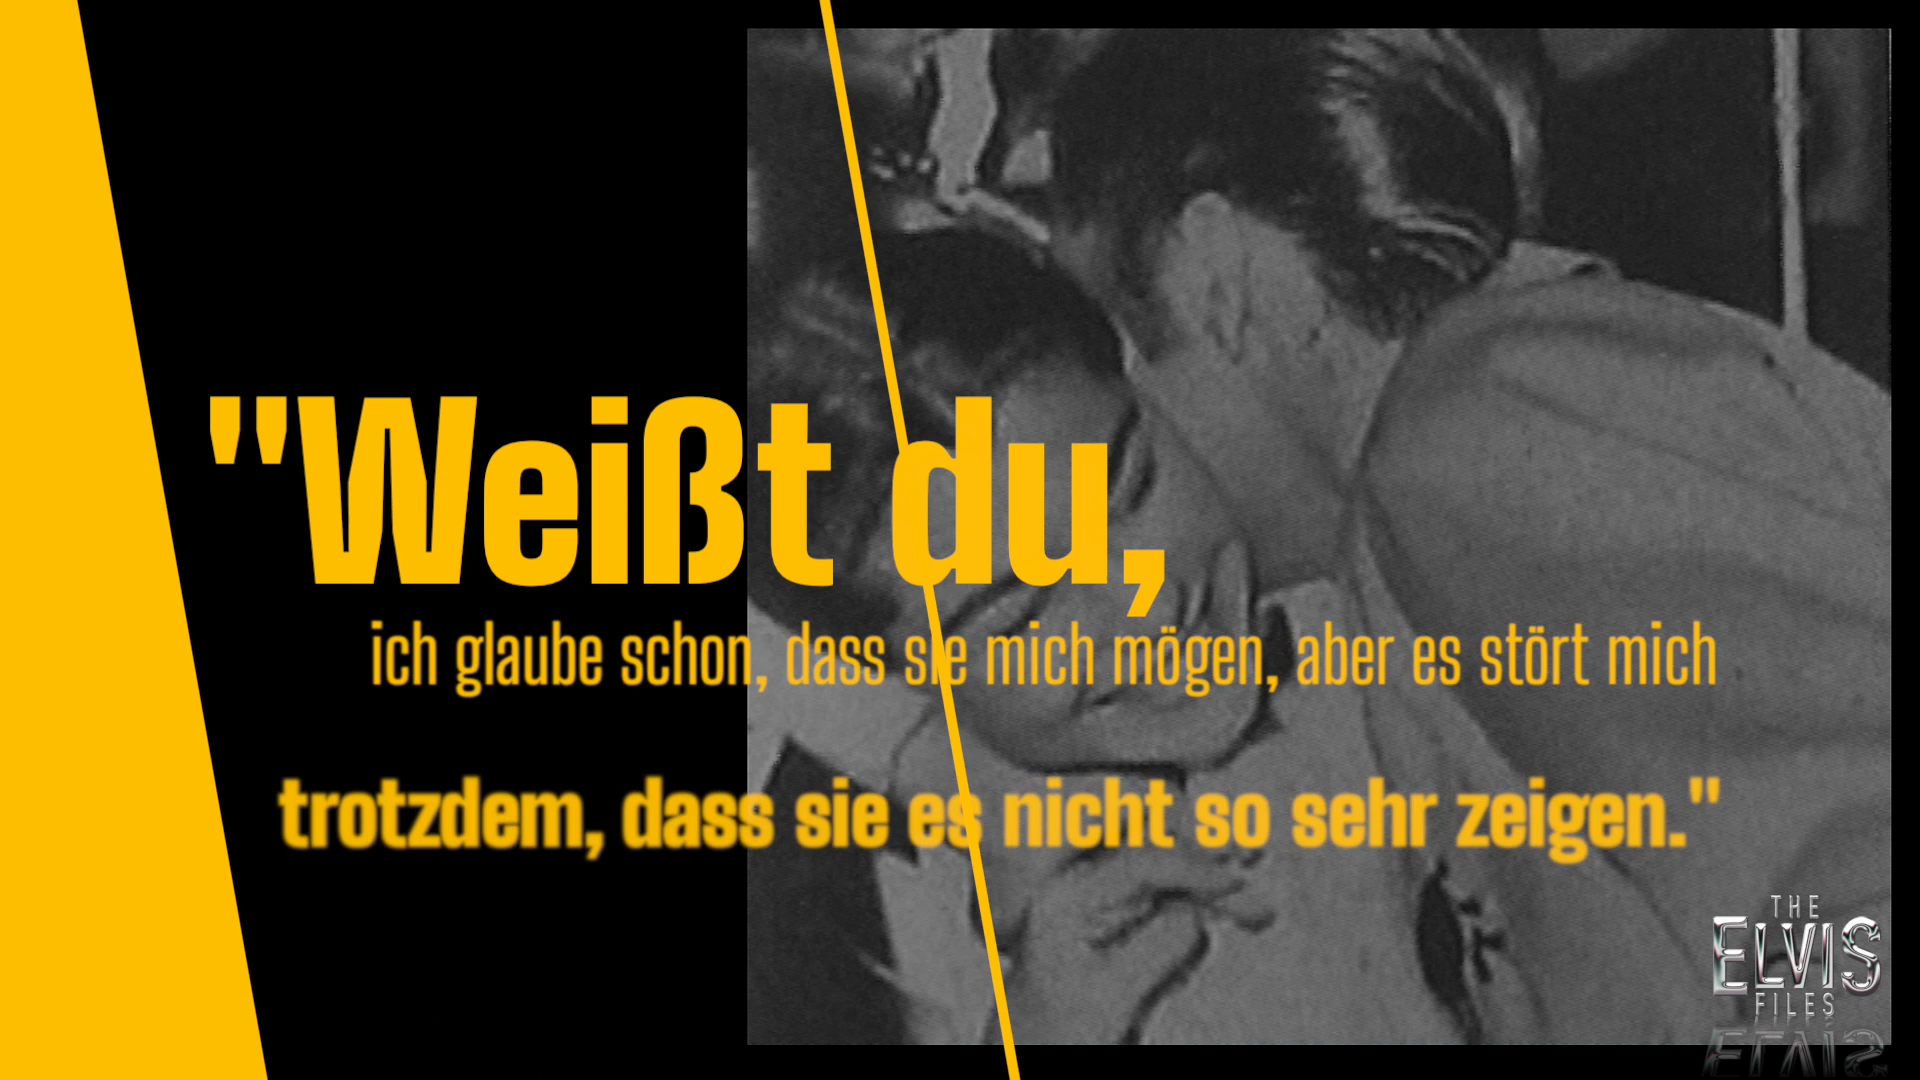 "Weißt du,
ich glaube schon, dass sie mich mögen, aber es stört mich
trotzdem, dass sie es nicht so sehr zeigen."
THE
ELVIS
FILES